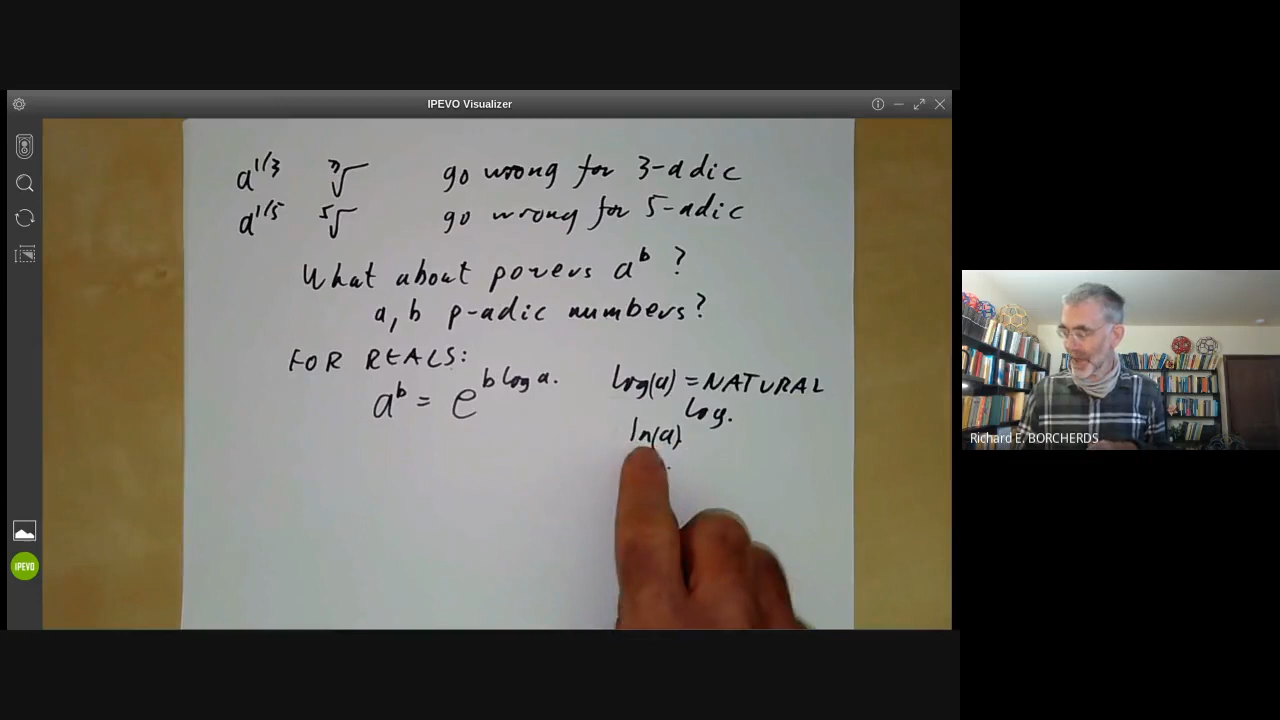 IPEVO Visualizer
a^{1/3} ∛ go wrong for 3-adic
a^{1/5} ⁵√ go wrong for 5-adic
What about powers a^b ?
a, b p-adic numbers?
FOR REALS:
a^b = e^{b log a}. log(a) = NATURAL
log.
ln(a).
IPEVO
Richard E. BORCHERDS